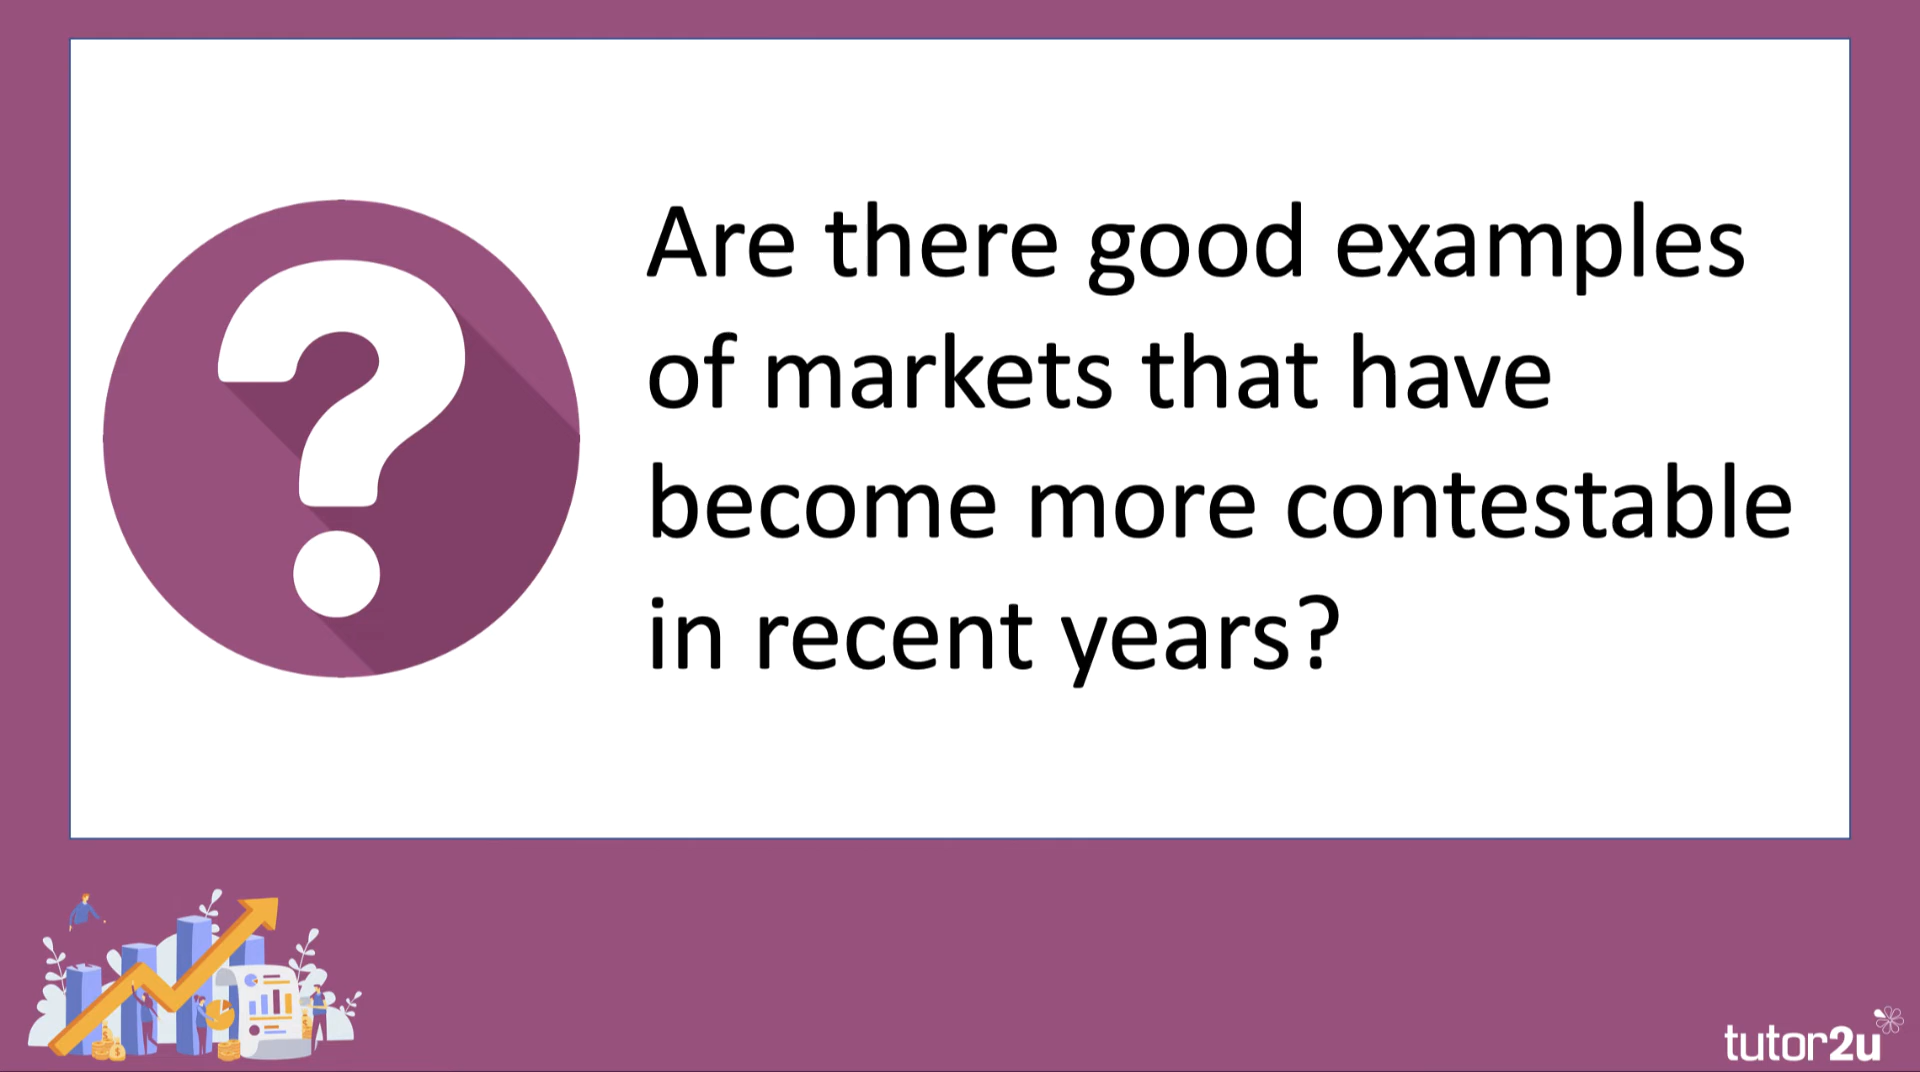 Are there good examples
of markets that have
become more contestable
in recent years?
tutor2u